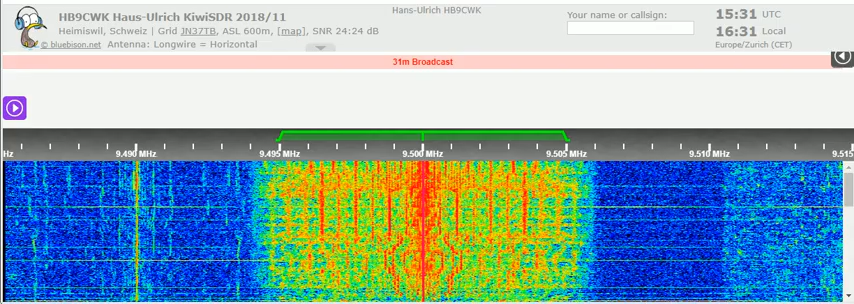 HB9CWK Haus-Ulrich KiwiSDR 2018/11
Hans-Ulrich HB9CWK
Heimiswil, Schweiz | Grid JN37TB, ASL 600m, [map], SNR 24:24 dB
© bluebison.net Antenna: Longwire = Horizontal
Your name or callsign:
15:31 UTC
16:31 Local
Europe/Zurich (CET)
31m Broadcast
Hz 9.490 MHz 9.495 MHz 9.500 MHz 9.505 MHz 9.510 MHz 9.515